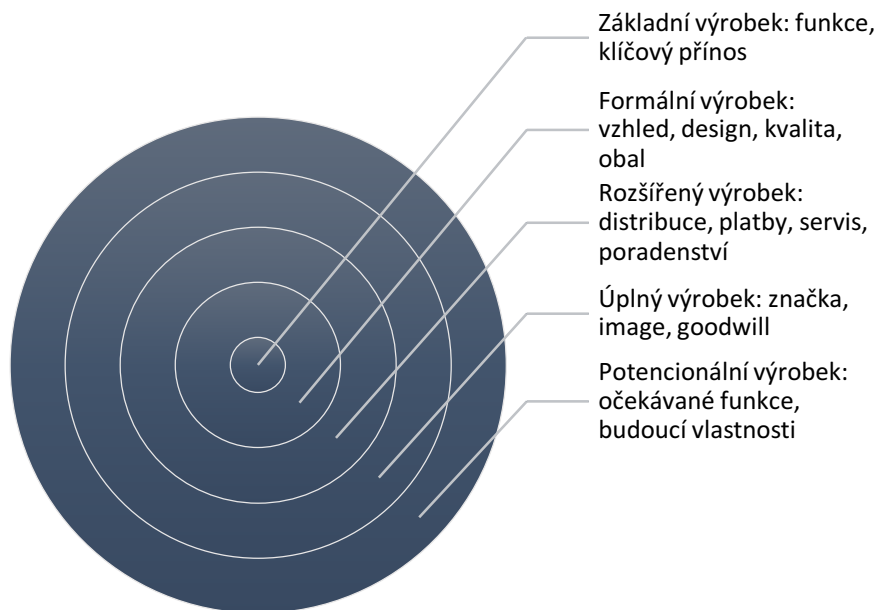 Základní výrobek: funkce,
klíčový přínos
Formální výrobek:
vzhled, design, kvalita,
obal
Rozšířený výrobek:
distribuce, platby, servis,
poradenství
Úplný výrobek: značka,
image, goodwill
Potencionální výrobek:
očekávané funkce,
budoucí vlastnosti